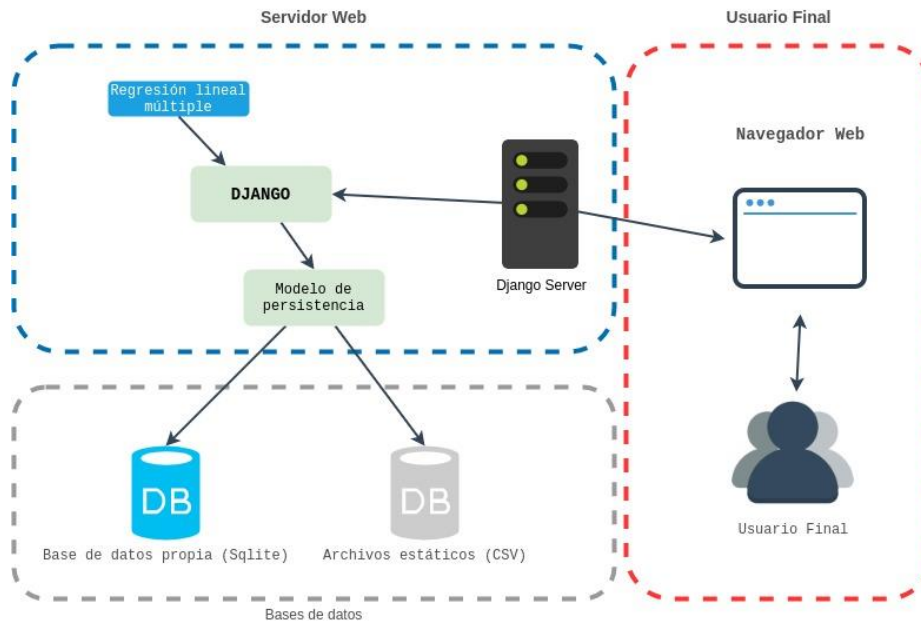 Servidor Web
Usuario Final
Regresión lineal
múltiple
Navegador Web
DJANGO
Django Server
Modelo de
persistencia
DB
DB
Usuario Final
Base de datos propia (Sqlite)
Archivos estáticos (CSV)
Bases de datos